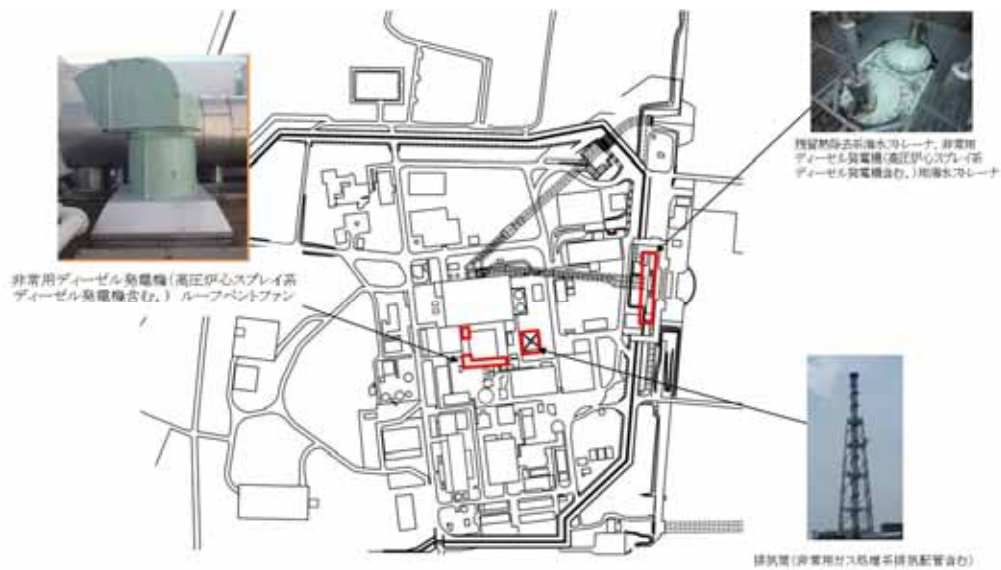 残留熱除去系海水ストレーナ，非常用
ディーゼル発電機（高圧炉心スプレイ系
ディーゼル発電機含む。）用海水ストレーナ
非常用ディーゼル発電機（高圧炉心スプレイ系
ディーゼル発電機含む。） ルーフベントファン
排気筒（非常用ガス処理系排気配管含む）